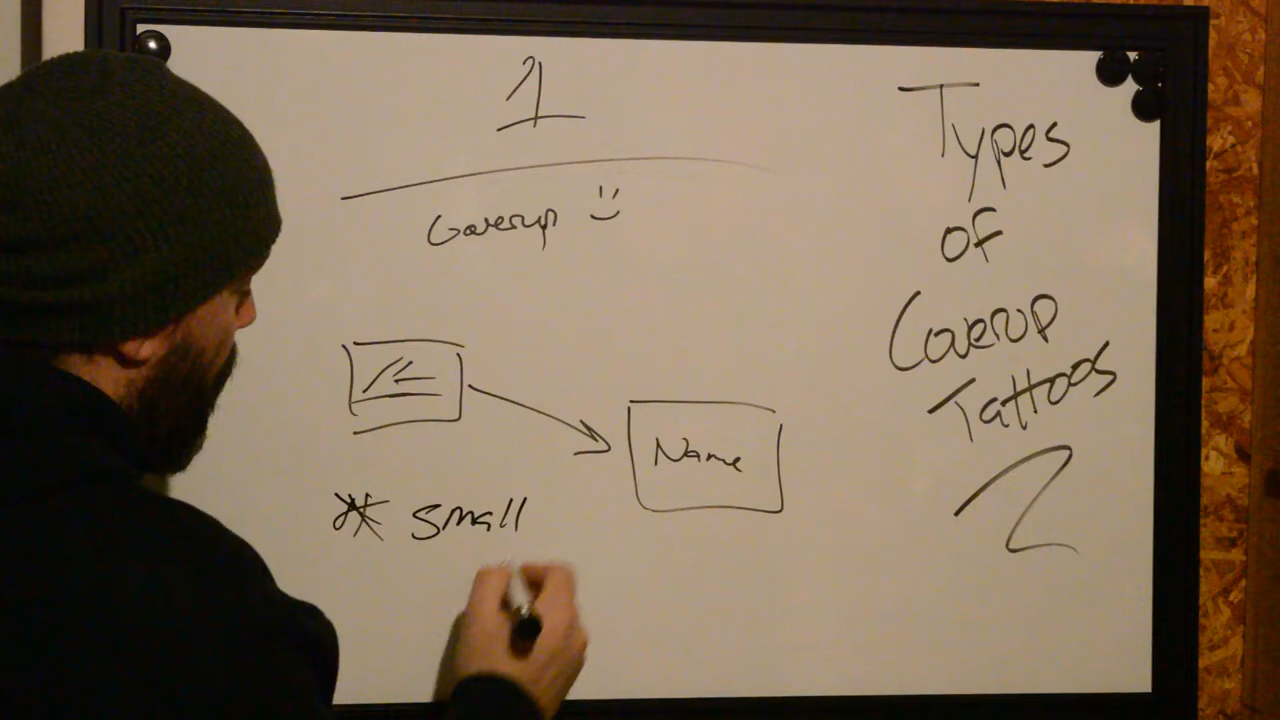 1
Coverup :)
Name
* small
Types
of
Coverup
Tattoos
2